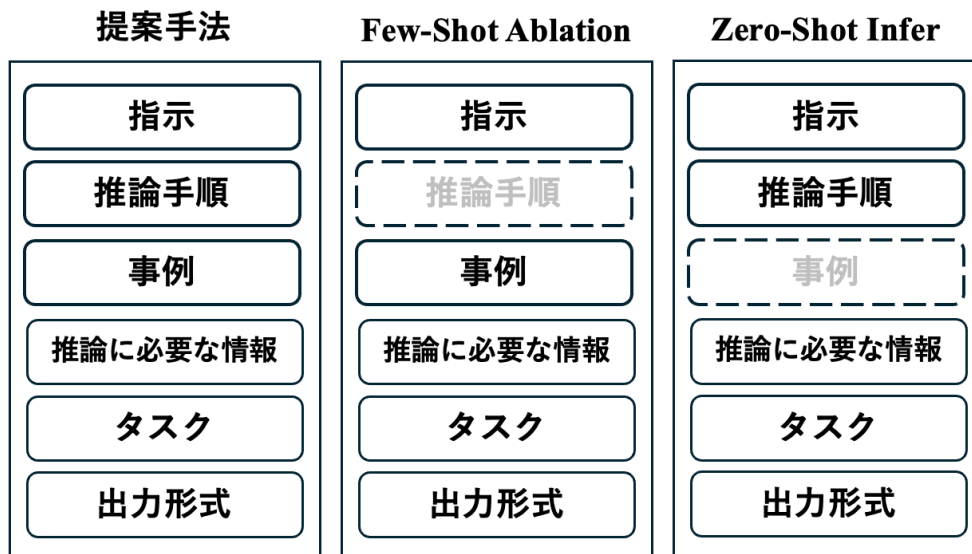 提案手法
指示
推論手順
事例
推論に必要な情報
タスク
出力形式
Few-Shot Ablation
指示
推論手順
事例
推論に必要な情報
タスク
出力形式
Zero-Shot Infer
指示
推論手順
事例
推論に必要な情報
タスク
出力形式